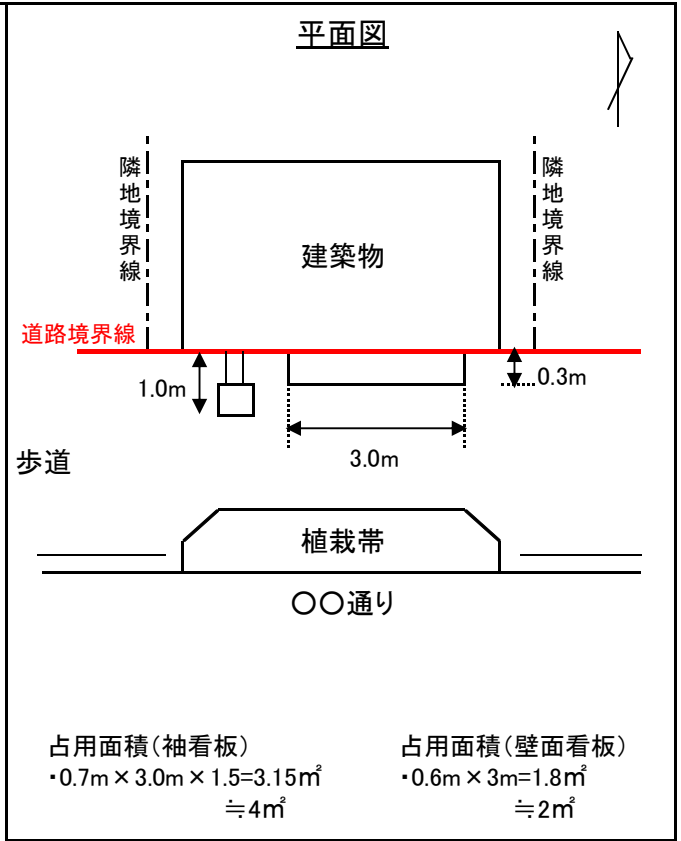 平面図
隣地境界線
隣地境界線
建築物
道路境界線
1.0m
0.3m
3.0m
歩道
植栽帯
〇〇通り
占用面積(袖看板)
・0.7m×3.0m×1.5=3.15㎡
≒4㎡
占用面積(壁面看板)
・0.6m×3m=1.8㎡
≒2㎡